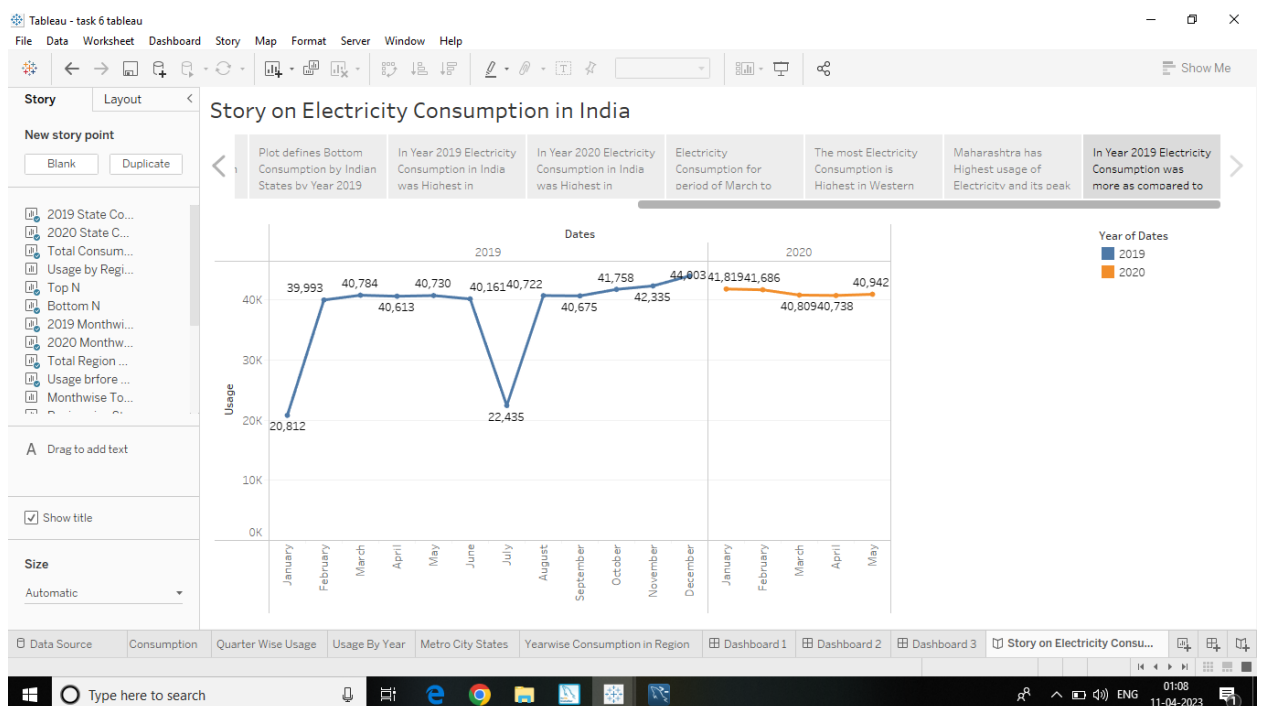 Tableau - task 6 tableau
File Data Worksheet Dashboard Story Map Format Server Window Help
Show Me
Story Layout
New story point
Blank Duplicate
2019 State Co...
2020 State C...
Total Consum...
Usage by Regi...
Top N
Bottom N
2019 Monthwi...
2020 Monthw...
Total Region ...
Usage brfore ...
Monthwise To...
A Drag to add text
Show title
Size
Automatic
Story on Electricity Consumption in India
Plot defines Bottom
Consumption by Indian
States by Year 2019
In Year 2019 Electricity
Consumption in India
was Highest in
In Year 2020 Electricity
Consumption in India
was Highest in
Electricity
Consumption for
period of March to
The most Electricity
Consumption is
Highest in Western
Maharashtra has
Highest usage of
Electricity and its peak
In Year 2019 Electricity
Consumption was
more as compared to
Dates
2019 2020
Usage
40K
30K
20K
10K
0K
20,812
39,993
40,784
40,613
40,730
40,161
22,435
40,722
40,675
41,758
42,335
44,003
41,819
41,686
40,809
40,738
40,942
January
February
March
April
May
June
July
August
September
October
November
December
January
February
March
April
May
Year of Dates
2019
2020
Data Source Consumption Quarter Wise Usage Usage By Year Metro City States Yearwise Consumption in Region Dashboard 1 Dashboard 2 Dashboard 3 Story on Electricity Consu...
Type here to search
ENG
01:08
11-04-2023
1